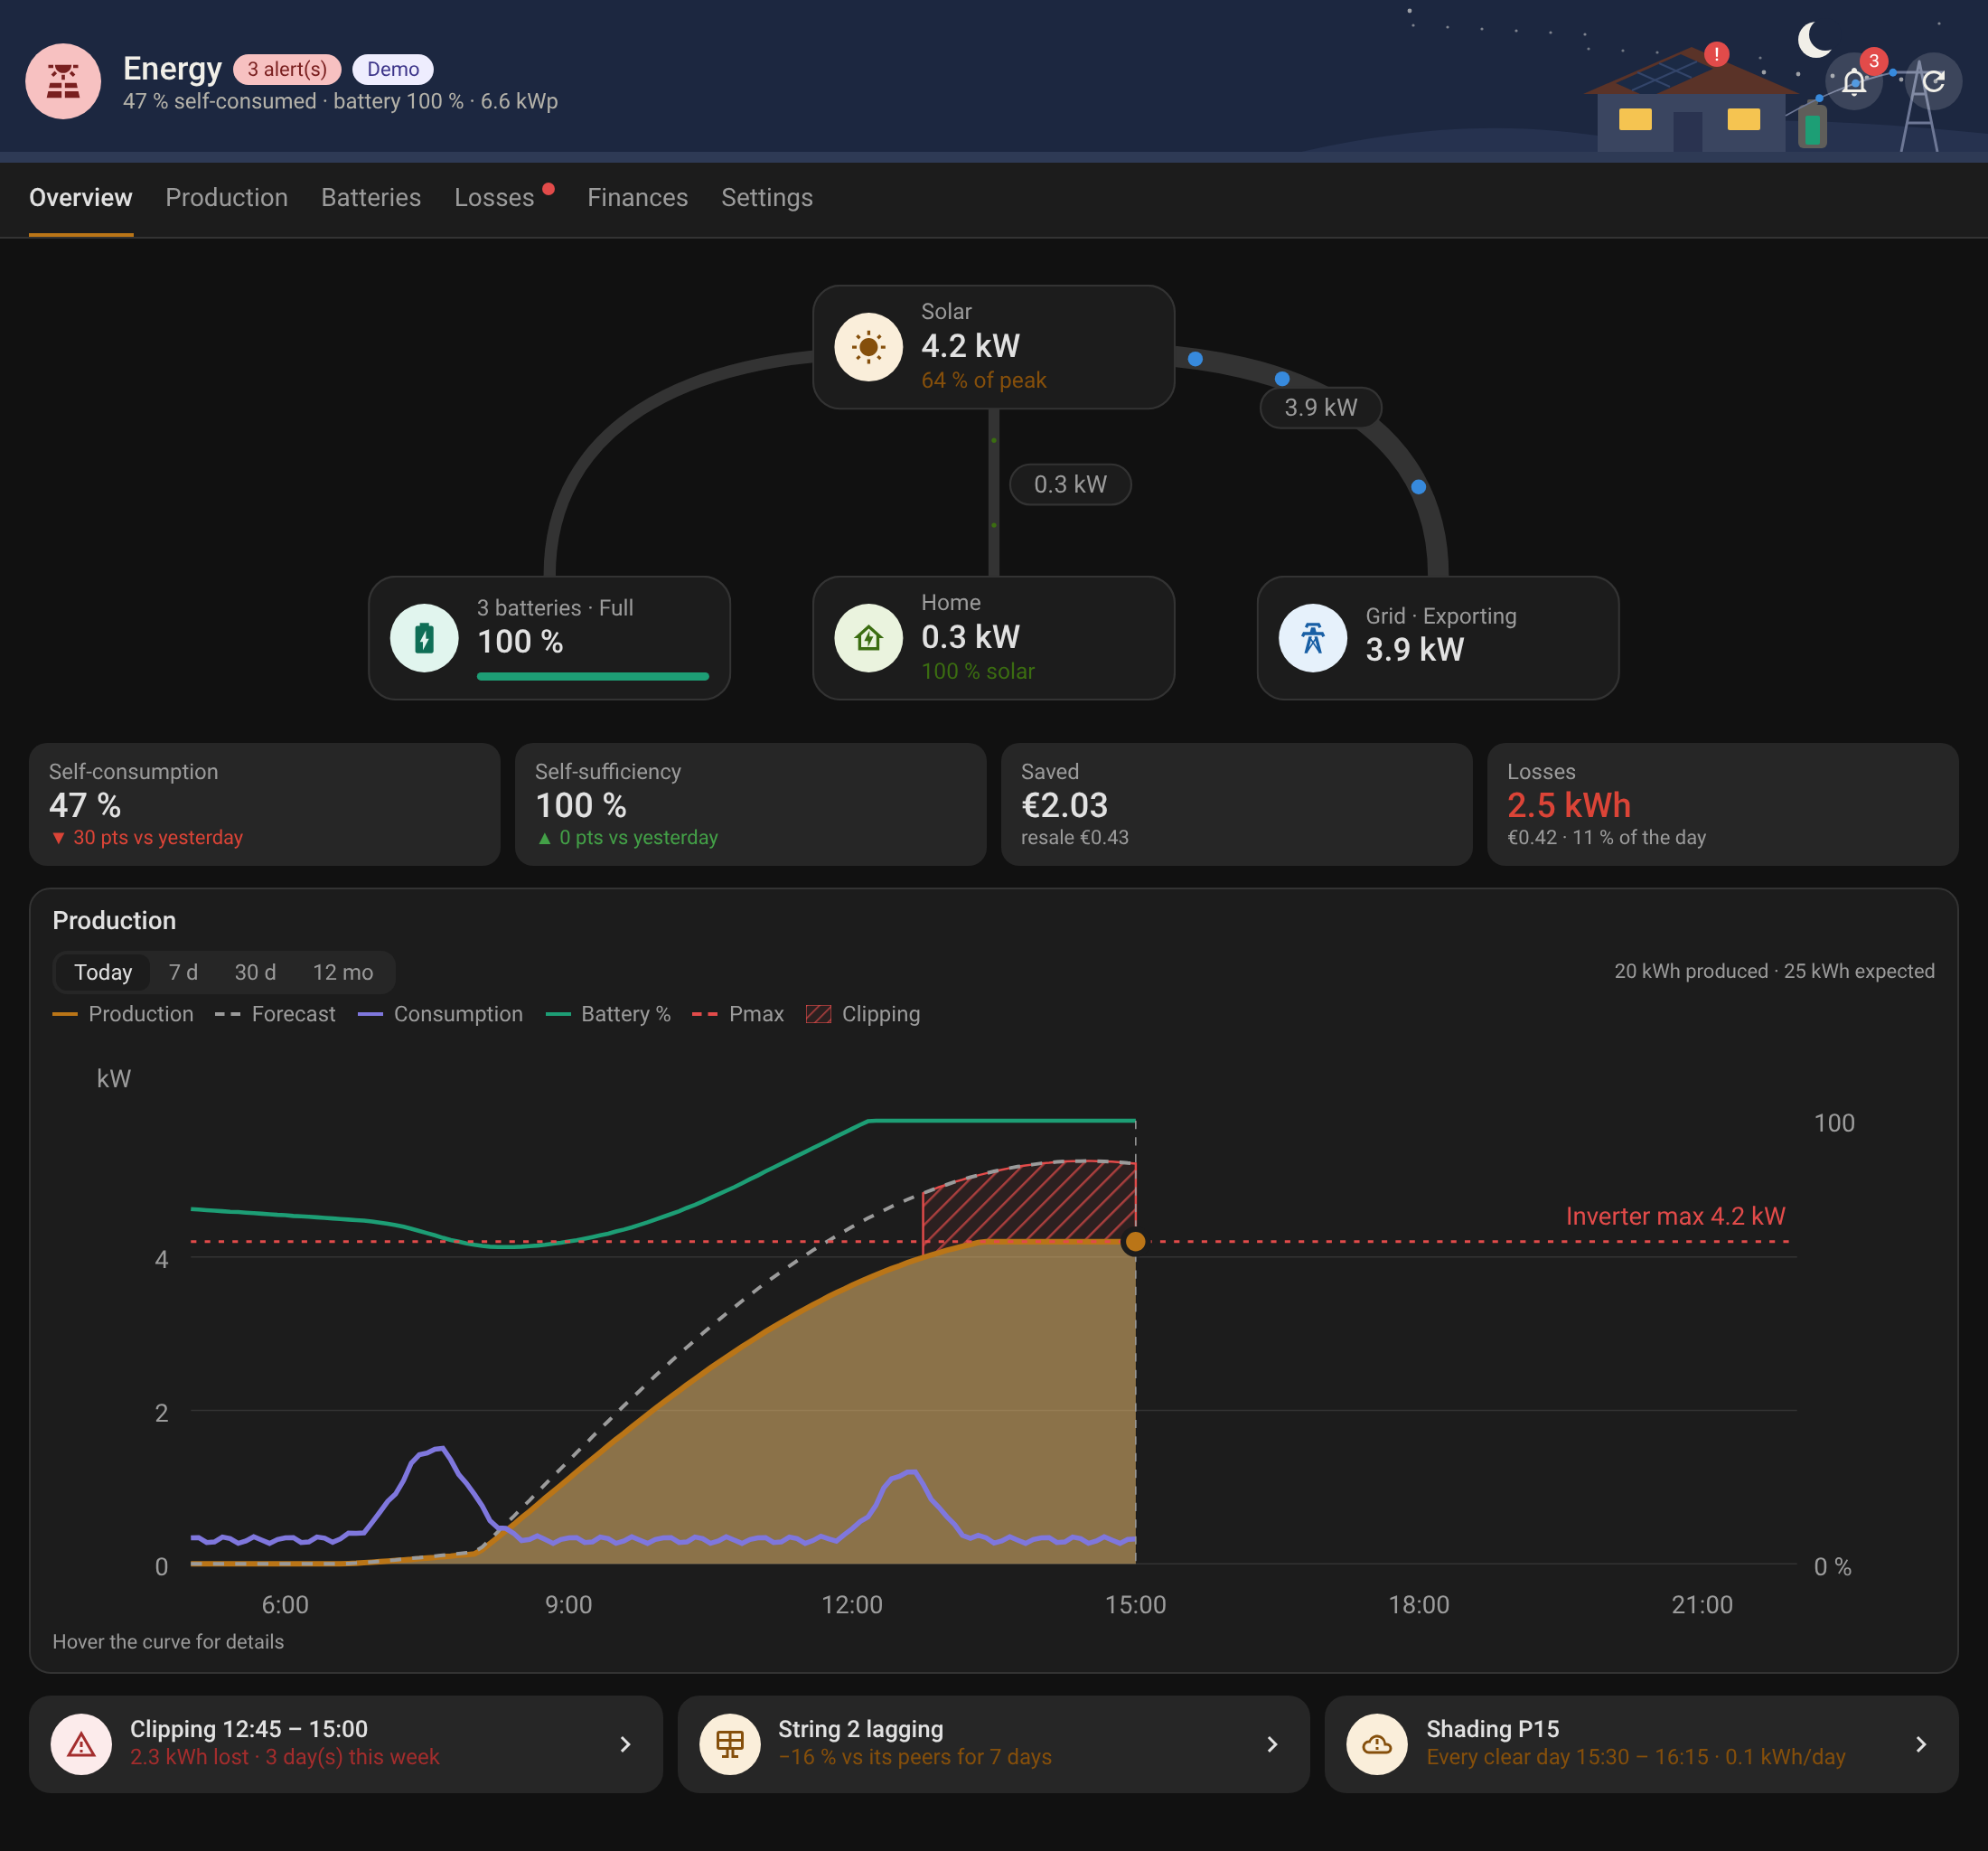 Energy 3 alert(s) Demo
47 % self-consumed · battery 100 % · 6.6 kWp
!
3
Overview Production Batteries Losses Finances Settings
Solar
4.2 kW
64 % of peak
3.9 kW
0.3 kW
3 batteries · Full
100 %
Home
0.3 kW
100 % solar
Grid · Exporting
3.9 kW
Self-consumption
47 %
▼ 30 pts vs yesterday
Self-sufficiency
100 %
▲ 0 pts vs yesterday
Saved
€2.03
resale €0.43
Losses
2.5 kWh
€0.42 · 11 % of the day
Production
Today 7 d 30 d 12 mo
20 kWh produced · 25 kWh expected
Production Forecast Consumption Battery % Pmax Clipping
kW
100
Inverter max 4.2 kW
4
2
0
0 %
6:00 9:00 12:00 15:00 18:00 21:00
Hover the curve for details
Clipping 12:45 – 15:00
2.3 kWh lost · 3 day(s) this week
String 2 lagging
−16 % vs its peers for 7 days
Shading P15
Every clear day 15:30 – 16:15 · 0.1 kWh/day